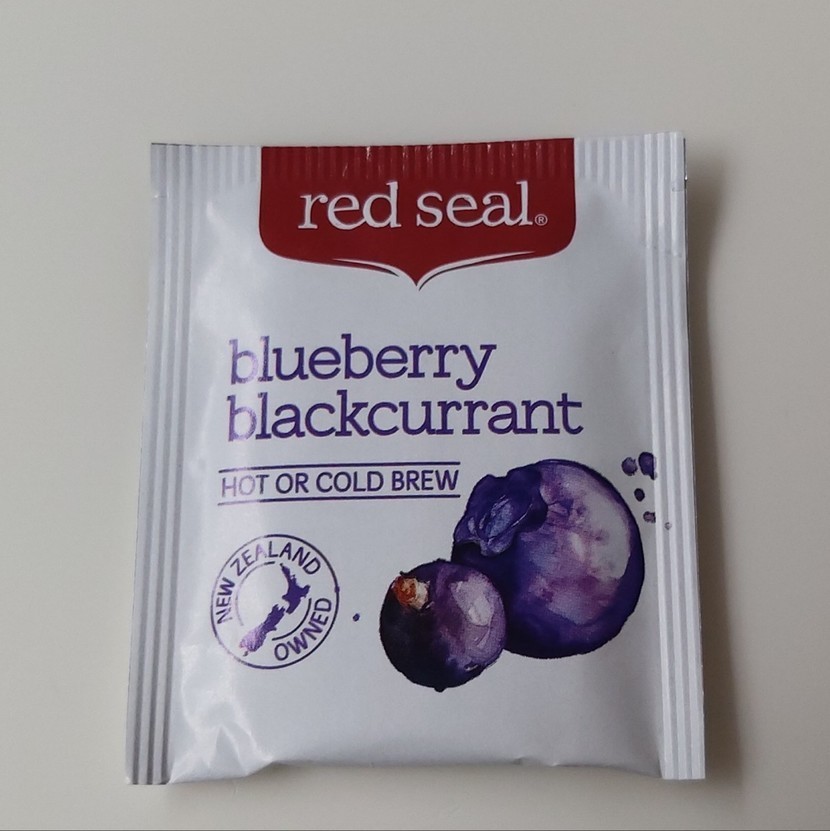 red seal®
blueberry
blackcurrant
HOT OR COLD BREW
NEW ZEALAND
OWNED